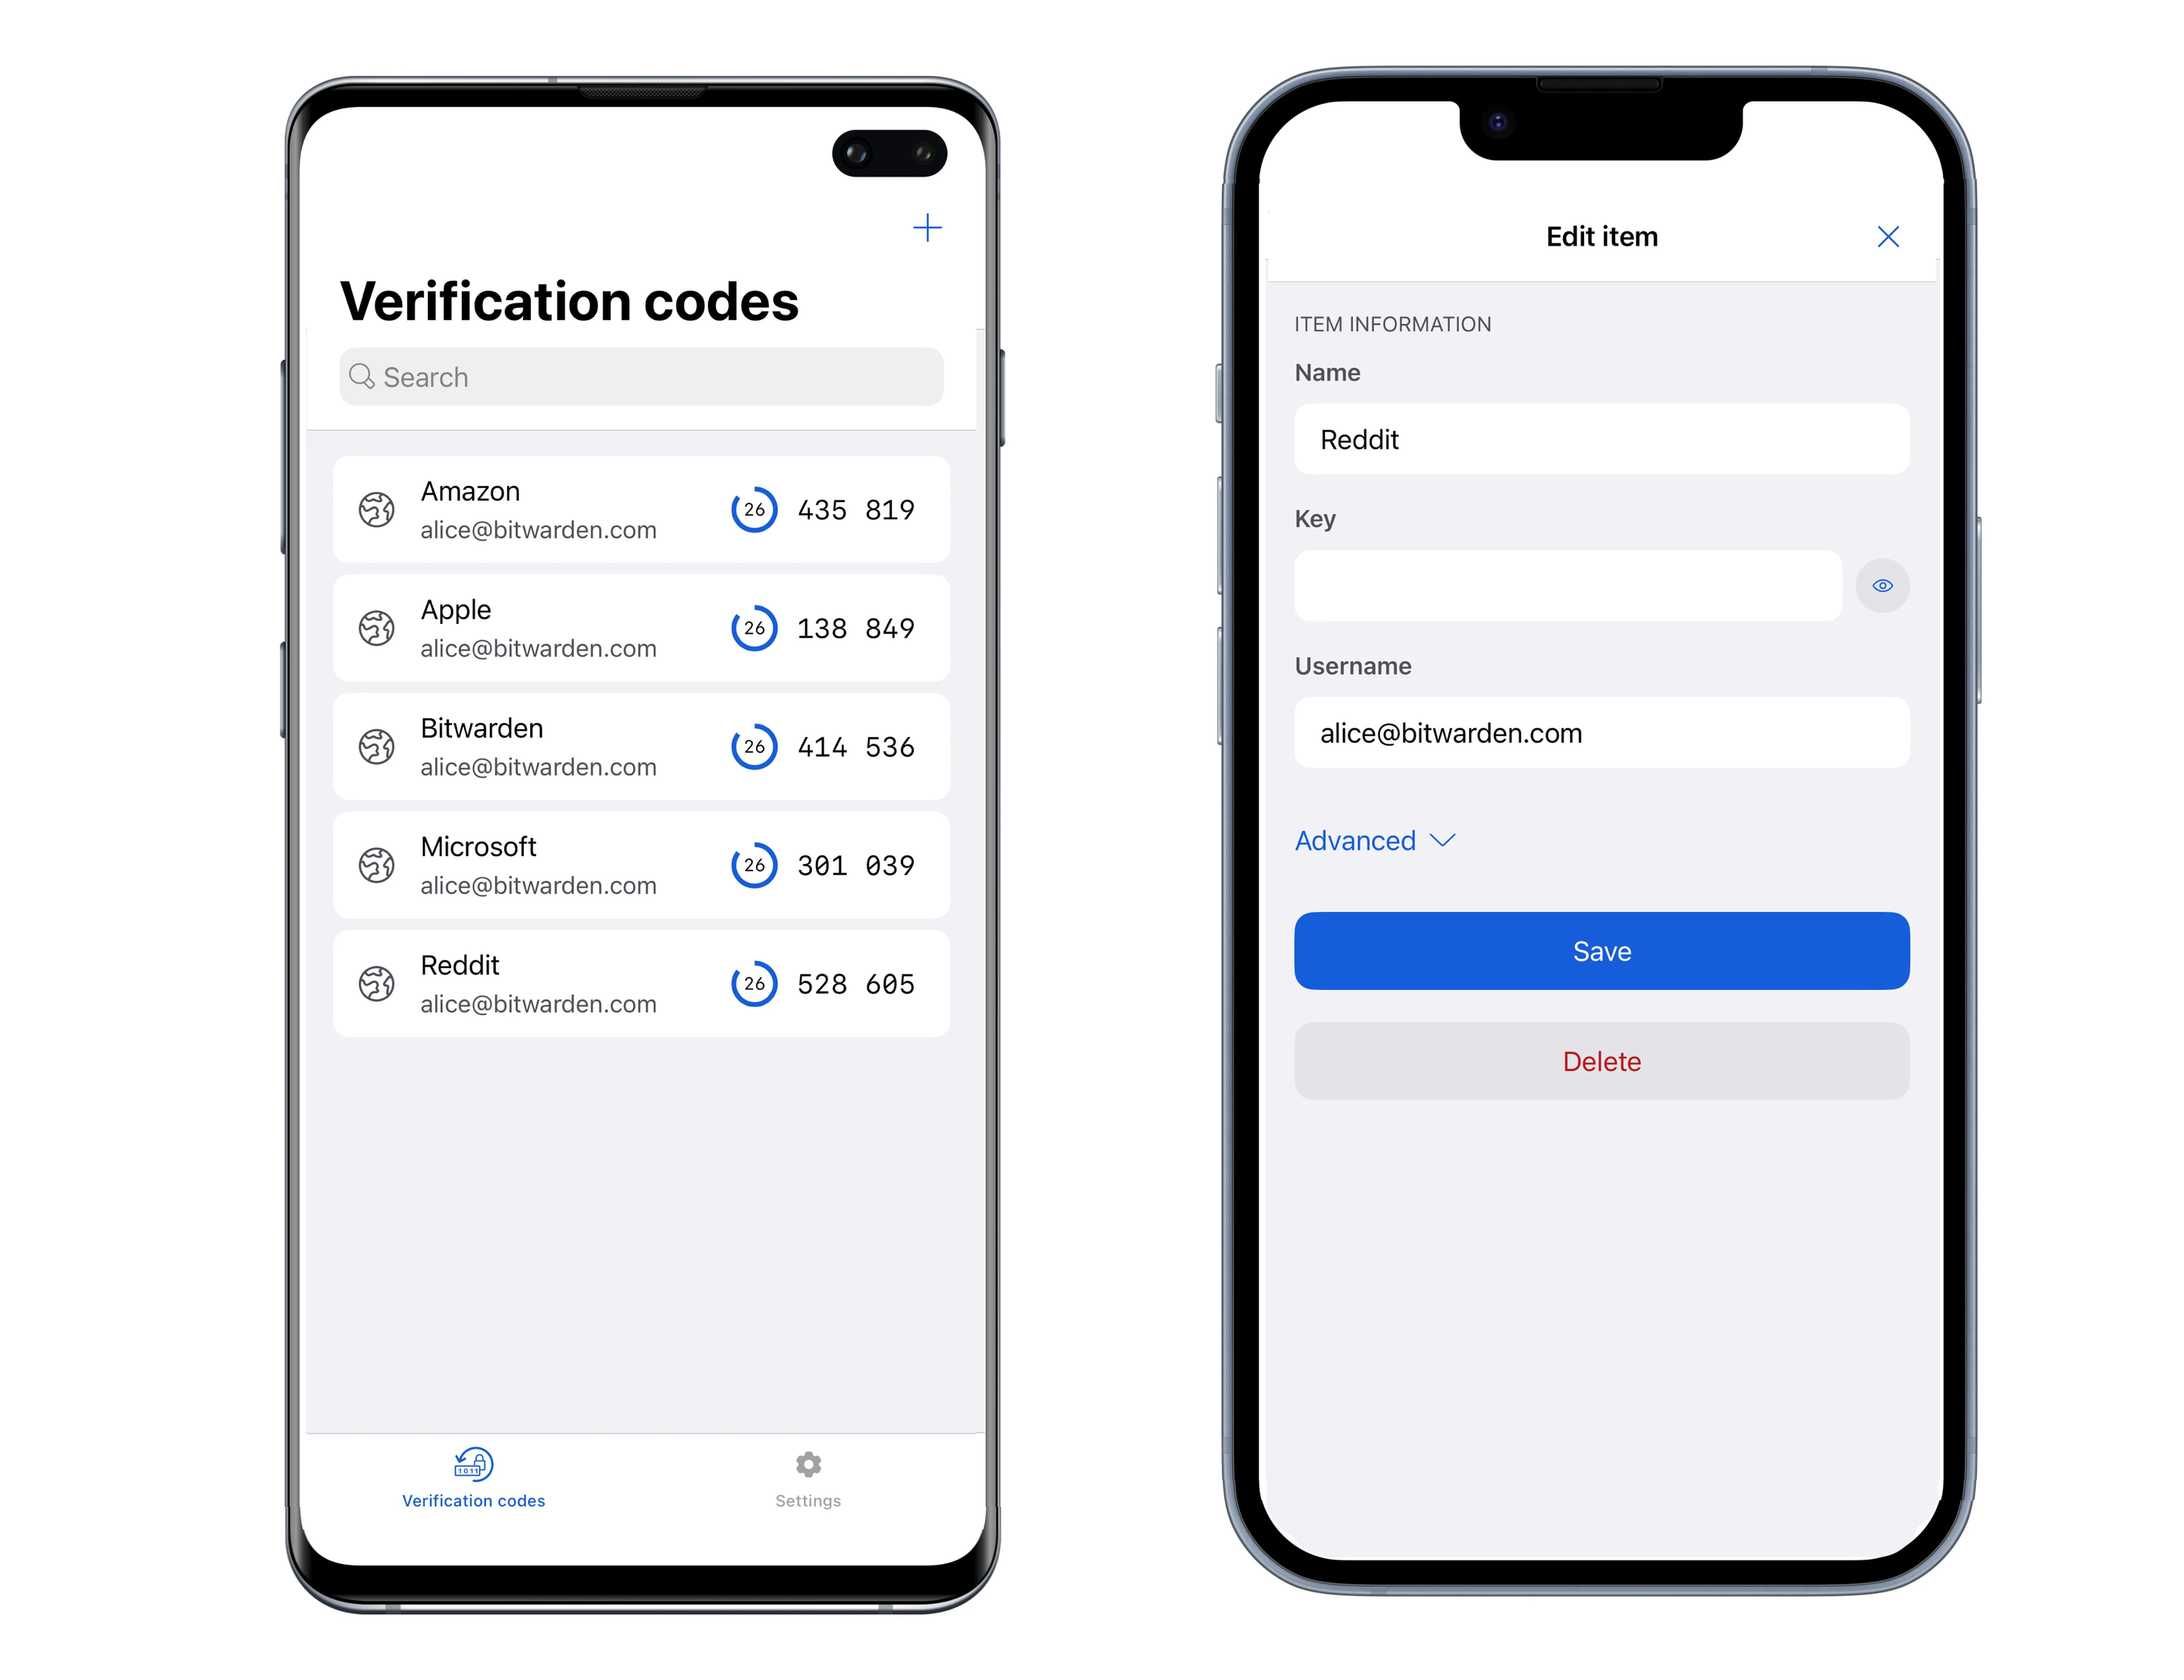 Verification codes
Search
Amazon
alice@bitwarden.com
26
435 819
Apple
alice@bitwarden.com
26
138 849
Bitwarden
alice@bitwarden.com
26
414 536
Microsoft
alice@bitwarden.com
26
301 039
Reddit
alice@bitwarden.com
26
528 605
1011
Verification codes
Settings
Edit item
ITEM INFORMATION
Name
Reddit
Key
Username
alice@bitwarden.com
Advanced
Save
Delete